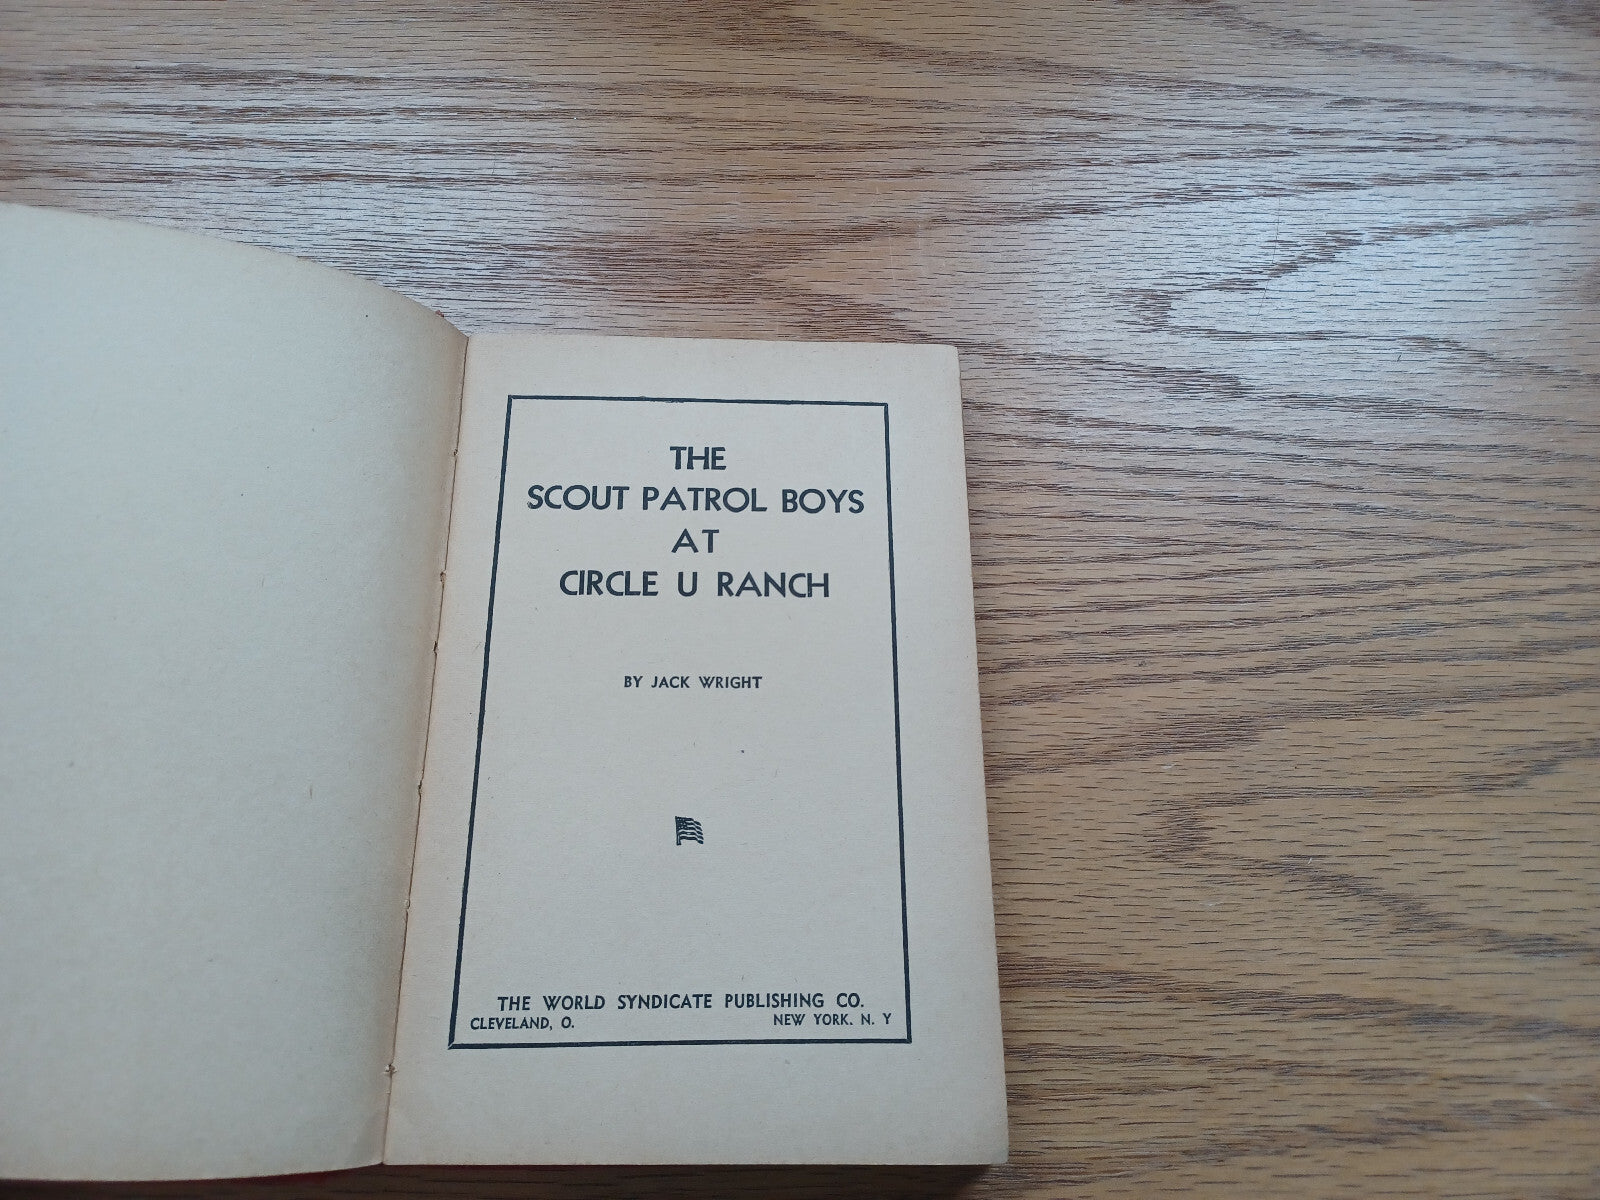 THE
SCOUT PATROL BOYS
AT
CIRCLE U RANCH
BY JACK WRIGHT
THE WORLD SYNDICATE PUBLISHING CO.
CLEVELAND, O. NEW YORK. N. Y